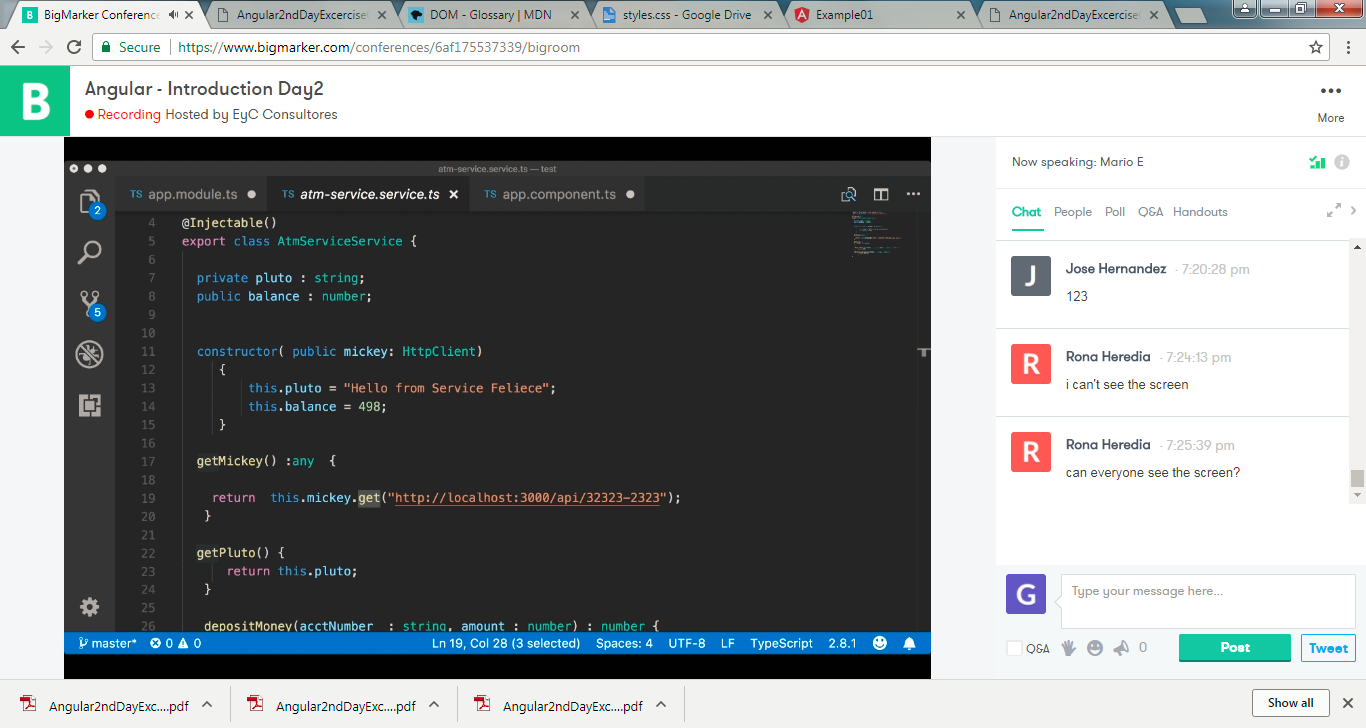 BigMarker Conference
Angular2ndDayExcercise
DOM - Glossary | MDN
styles.css - Google Drive
Example01
Angular2ndDayExcercise
Secure
https://www.bigmarker.com/conferences/6af175537339/bigroom
B
Angular - Introduction Day2
Recording Hosted by EyC Consultores
More
atm-service.service.ts — test
TS app.module.ts
TS atm-service.service.ts
TS app.component.ts
2
5
4 @Injectable()
5 export class AtmServiceService {
6
7 private pluto : string;
8 public balance : number;
9
10
11 constructor( public mickey: HttpClient)
12 {
13 this.pluto = "Hello from Service Feliece";
14 this.balance = 498;
15 }
16
17 getMickey() :any {
18
19 return this.mickey.get("http://localhost:3000/api/32323-2323");
20 }
21
22 getPluto() {
23 return this.pluto;
24 }
25
26 depositMoney(acctNumber : string, amount : number) : number {
master* 0 0
Ln 19, Col 28 (3 selected) Spaces: 4 UTF-8 LF TypeScript 2.8.1
Now speaking: Mario E
Chat People Poll Q&A Handouts
J
Jose Hernandez - 7:20:28 pm
123
R
Rona Heredia - 7:24:13 pm
i can't see the screen
R
Rona Heredia - 7:25:39 pm
can everyone see the screen?
G
Type your message here...
Q&A 0
Post
Tweet
Angular2ndDayExc....pdf
Angular2ndDayExc....pdf
Angular2ndDayExc....pdf
Show all